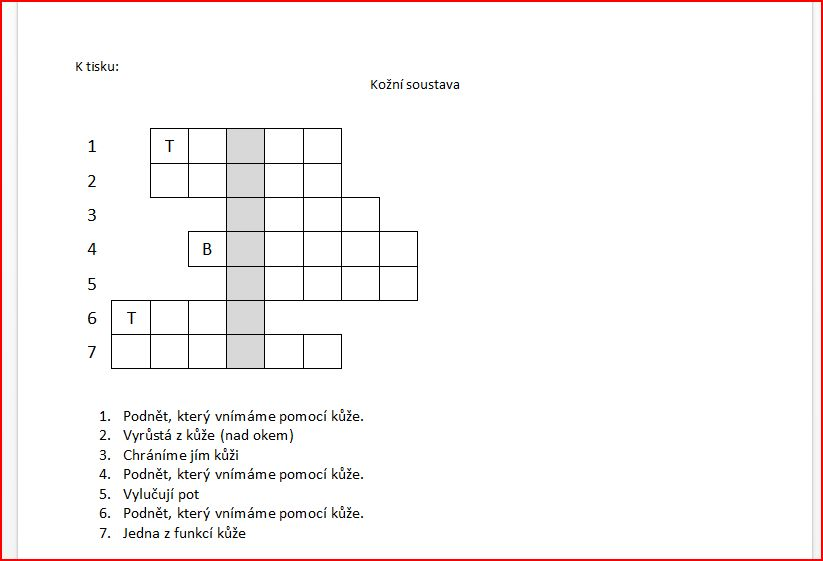 K tisku:
Kožní soustava
1 T
2
3
4 B
5
6 T
7
1. Podnět, který vnímáme pomocí kůže.
2. Vyrůstá z kůže (nad okem)
3. Chráníme jím kůži
4. Podnět, který vnímáme pomocí kůže.
5. Vylučují pot
6. Podnět, který vnímáme pomocí kůže.
7. Jedna z funkcí kůže